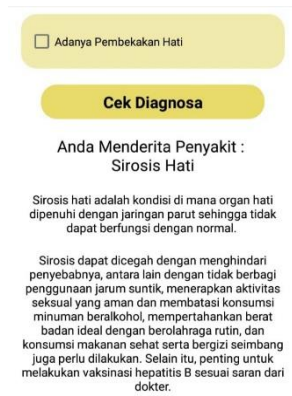 Adanya Pembekakan Hati
Cek Diagnosa
Anda Menderita Penyakit :
Sirosis Hati
Sirosis hati adalah kondisi di mana organ hati
dipenuhi dengan jaringan parut sehingga tidak
dapat berfungsi dengan normal.
Sirosis dapat dicegah dengan menghindari
penyebabnya, antara lain dengan tidak berbagi
penggunaan jarum suntik, menerapkan aktivitas
seksual yang aman dan membatasi konsumsi
minuman beralkohol, mempertahankan berat
badan ideal dengan berolahraga rutin, dan
konsumsi makanan sehat serta bergizi seimbang
juga perlu dilakukan. Selain itu, penting untuk
melakukan vaksinasi hepatitis B sesuai saran dari
dokter.